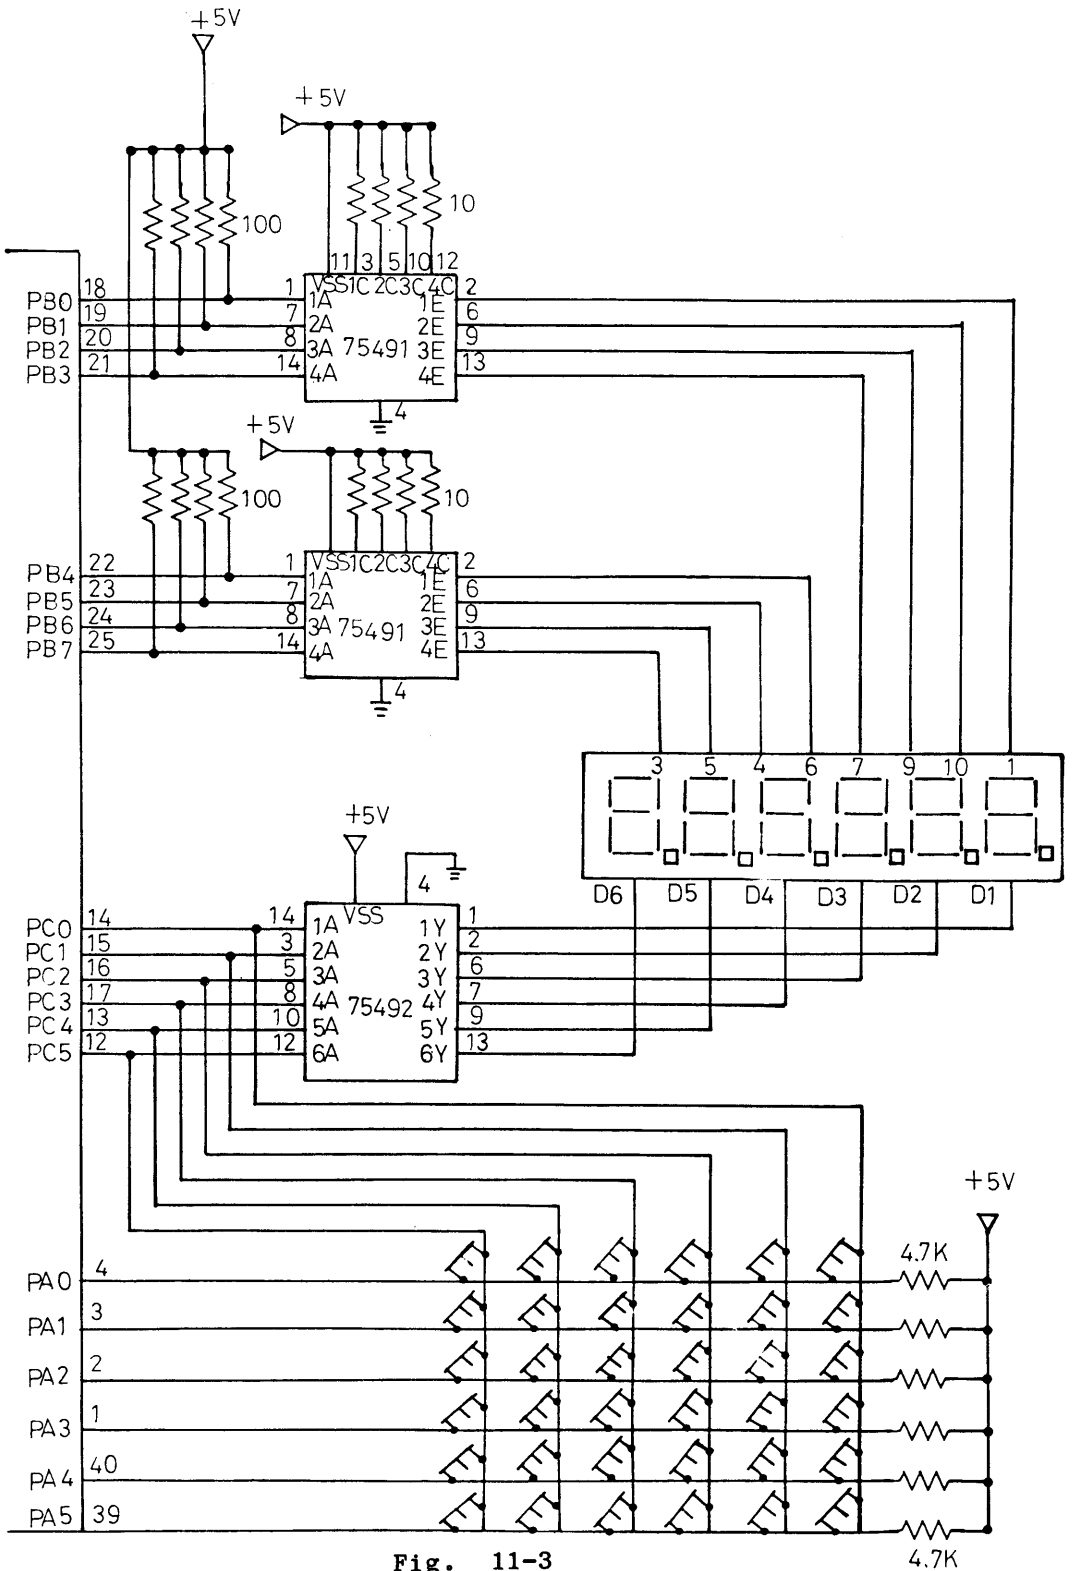 +5V
+5V
100
10
11 3 5 10 12
VSS 1C 2C 3C 4C
PB0 18 1 1A 1E 2
PB1 19 7 2A 2E 6
PB2 20 8 3A 75491 3E 9
PB3 21 14 4A 4E 13
4
+5V
100
10
VSS 1C 2C 3C 4C
PB4 22 1 1A 1E 2
PB5 23 7 2A 2E 6
PB6 24 8 3A 75491 3E 9
PB7 25 14 4A 4E 13
4
3 5 4 6 7 9 10 1
D6 D5 D4 D3 D2 D1
+5V
4
VSS
PC0 14 14 1A 1Y 1
PC1 15 3 2A 2Y 2
PC2 16 5 3A 3Y 6
PC3 17 8 4A 75492 4Y 7
PC4 13 10 5A 5Y 9
PC5 12 12 6A 6Y 13
+5V
4.7K
PA0 4
PA1 3
PA2 2
PA3 1
PA4 40
PA5 39
4.7K
Fig. 11-3